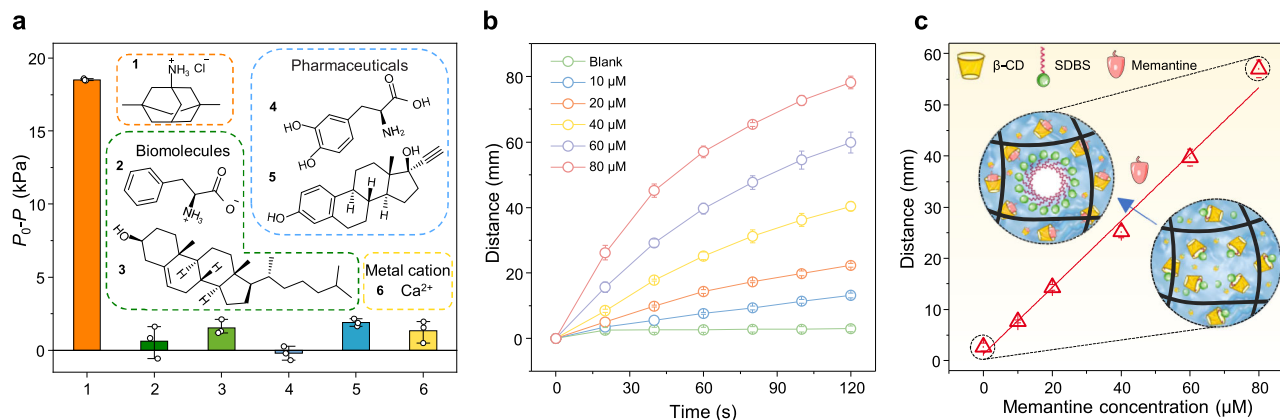 a
P₀-P (kPa)
20
15
10
5
0
1
2
3
4
5
6
1
NH₃ Cl⁻
+
Biomolecules
2
O
O⁻
NH₃
+
3
HO
H
H
H
Pharmaceuticals
4
O
OH
HO
HO
NH₂
5
OH
H
H
H
HO
Metal cation
6 Ca²⁺
b
Distance (mm)
80
60
40
20
0
Blank
10 μM
20 μM
40 μM
60 μM
80 μM
0
30
60
90
120
Time (s)
c
Distance (mm)
60
50
40
30
20
10
0
β-CD
SDBS
Memantine
0
20
40
60
80
Memantine concentration (μM)